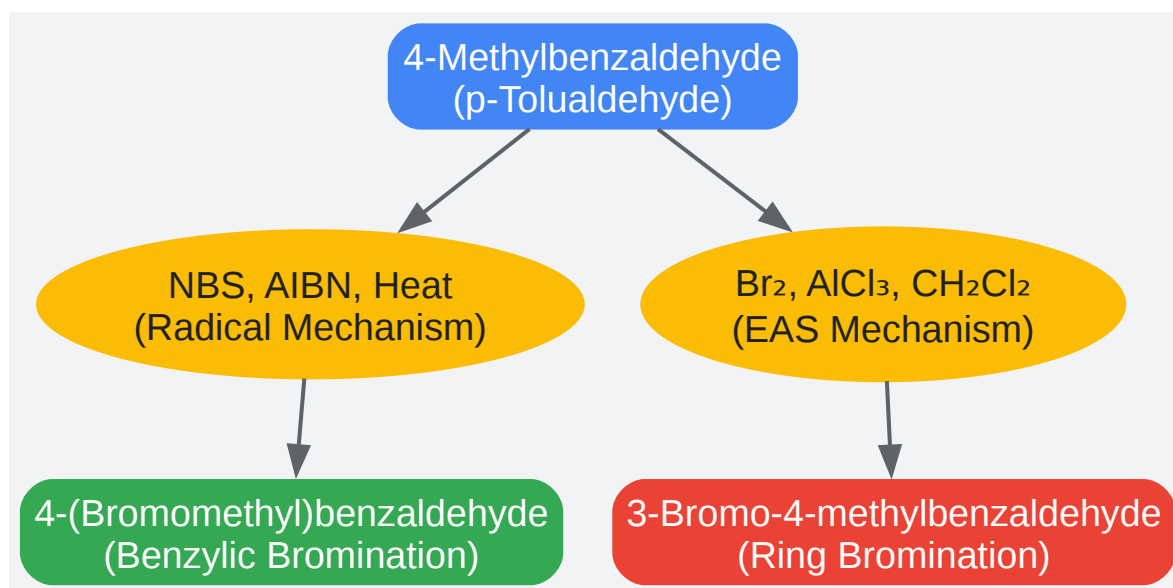 4-Methylbenzaldehyde
(p-Tolualdehyde)
NBS, AIBN, Heat
(Radical Mechanism)
Br₂, AlCl₃, CH₂Cl₂
(EAS Mechanism)
4-(Bromomethyl)benzaldehyde
(Benzylic Bromination)
3-Bromo-4-methylbenzaldehyde
(Ring Bromination)